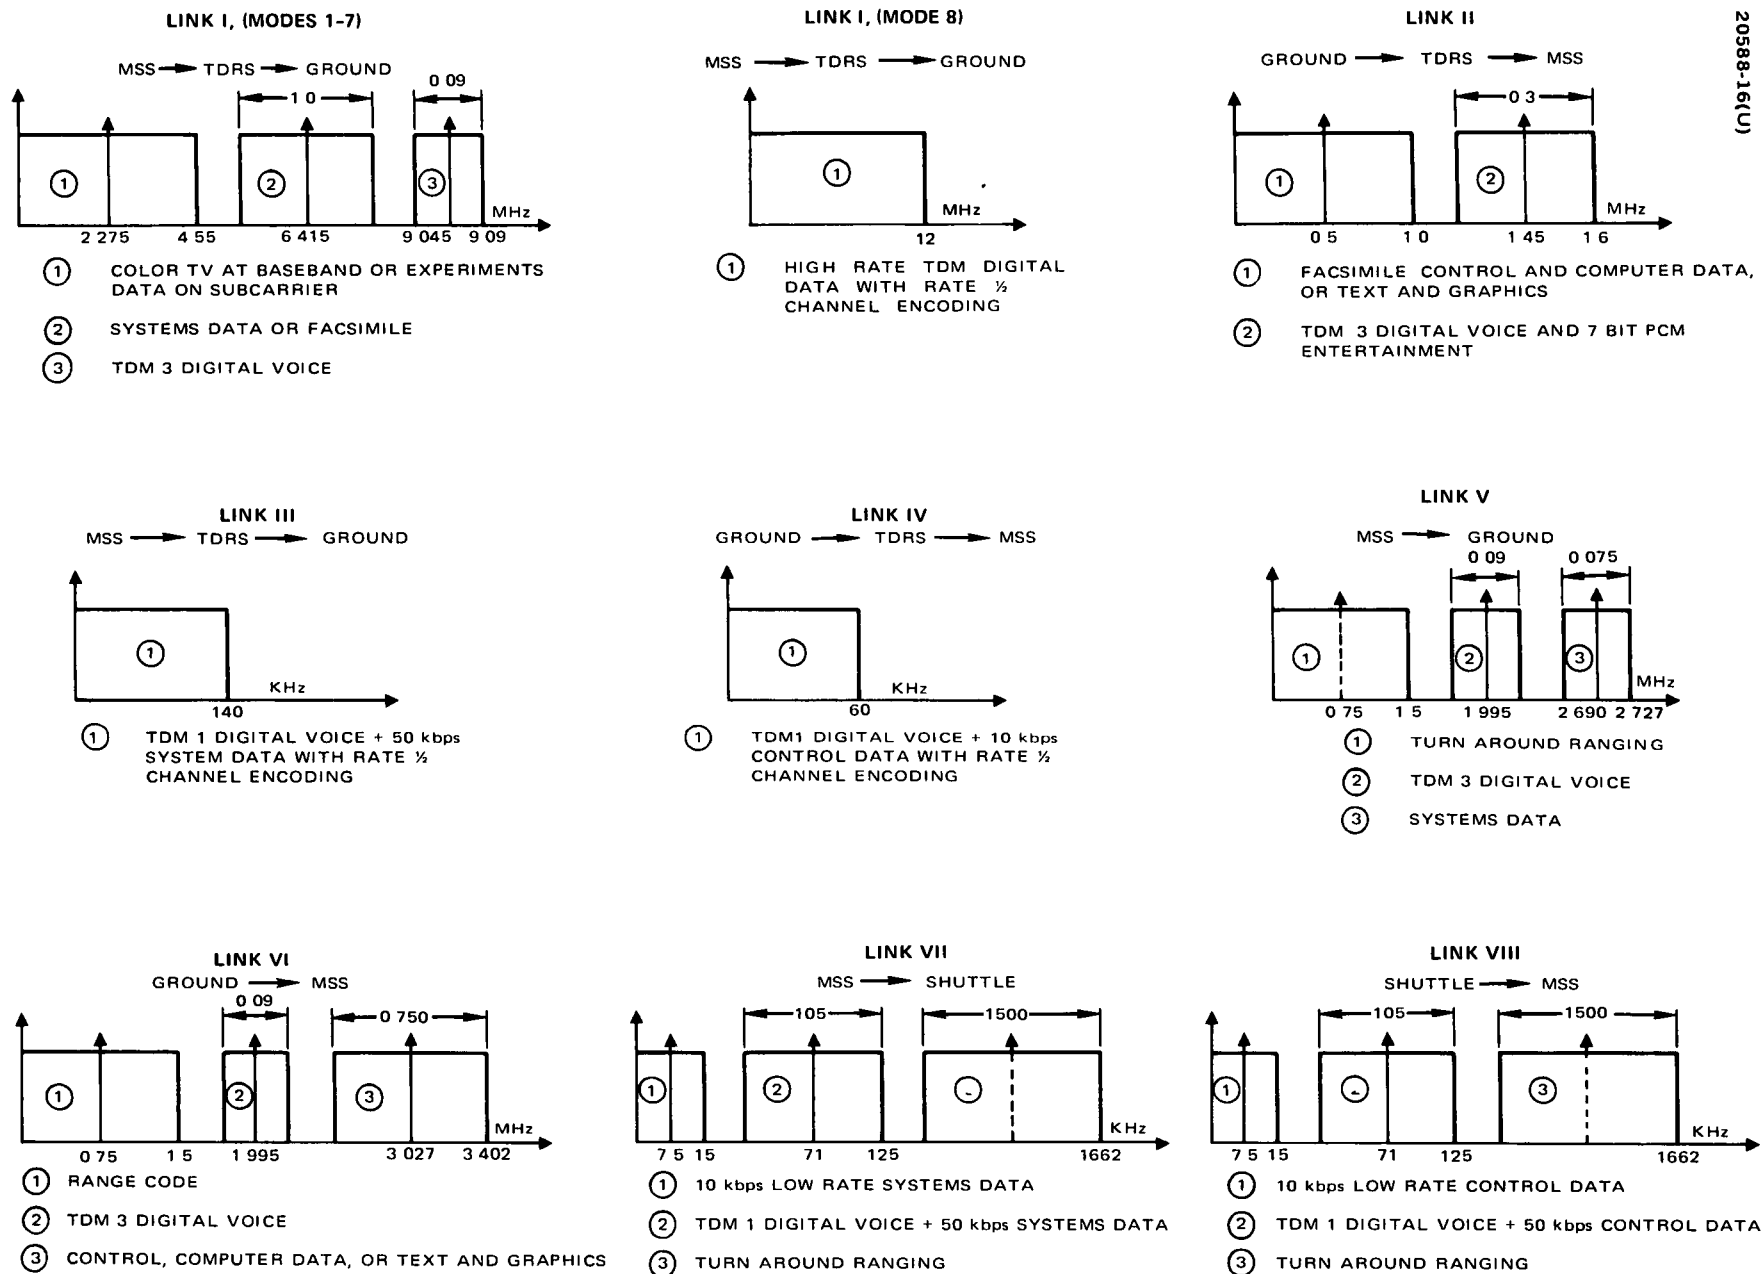 20588-16(U)
LINK I, (MODES 1-7)
MSS TDRS GROUND
0 09
1 0
1
2
3
MHz
2 275 4 55 6 415 9 045 9 09
1 COLOR TV AT BASEBAND OR EXPERIMENTS
DATA ON SUBCARRIER
2 SYSTEMS DATA OR FACSIMILE
3 TDM 3 DIGITAL VOICE
LINK I, (MODE 8)
MSS TDRS GROUND
1
MHz
12
1 HIGH RATE TDM DIGITAL
DATA WITH RATE ½
CHANNEL ENCODING
LINK II
GROUND TDRS MSS
0 3
1
2
MHz
0 5 1 0 1 45 1 6
1 FACSIMILE CONTROL AND COMPUTER DATA,
OR TEXT AND GRAPHICS
2 TDM 3 DIGITAL VOICE AND 7 BIT PCM
ENTERTAINMENT
LINK III
MSS TDRS GROUND
1
KHz
140
1 TDM 1 DIGITAL VOICE + 50 kbps
SYSTEM DATA WITH RATE ½
CHANNEL ENCODING
LINK IV
GROUND TDRS MSS
1
KHz
60
1 TDM1 DIGITAL VOICE + 10 kbps
CONTROL DATA WITH RATE ½
CHANNEL ENCODING
LINK V
MSS GROUND
0 09 0 075
1
2
3
MHz
0 75 1 5 1 995 2 690 2 727
1 TURN AROUND RANGING
2 TDM 3 DIGITAL VOICE
3 SYSTEMS DATA
LINK VI
GROUND MSS
0 09
0 750
1
2
3
MHz
0 75 1 5 1 995 3 027 3 402
1 RANGE CODE
2 TDM 3 DIGITAL VOICE
3 CONTROL, COMPUTER DATA, OR TEXT AND GRAPHICS
LINK VII
MSS SHUTTLE
105 1500
1
2
KHz
7 5 15 71 125 1662
1 10 kbps LOW RATE SYSTEMS DATA
2 TDM 1 DIGITAL VOICE + 50 kbps SYSTEMS DATA
3 TURN AROUND RANGING
LINK VIII
SHUTTLE MSS
105 1500
1
3
KHz
7 5 15 71 125 1662
1 10 kbps LOW RATE CONTROL DATA
2 TDM 1 DIGITAL VOICE + 50 kbps CONTROL DATA
3 TURN AROUND RANGING